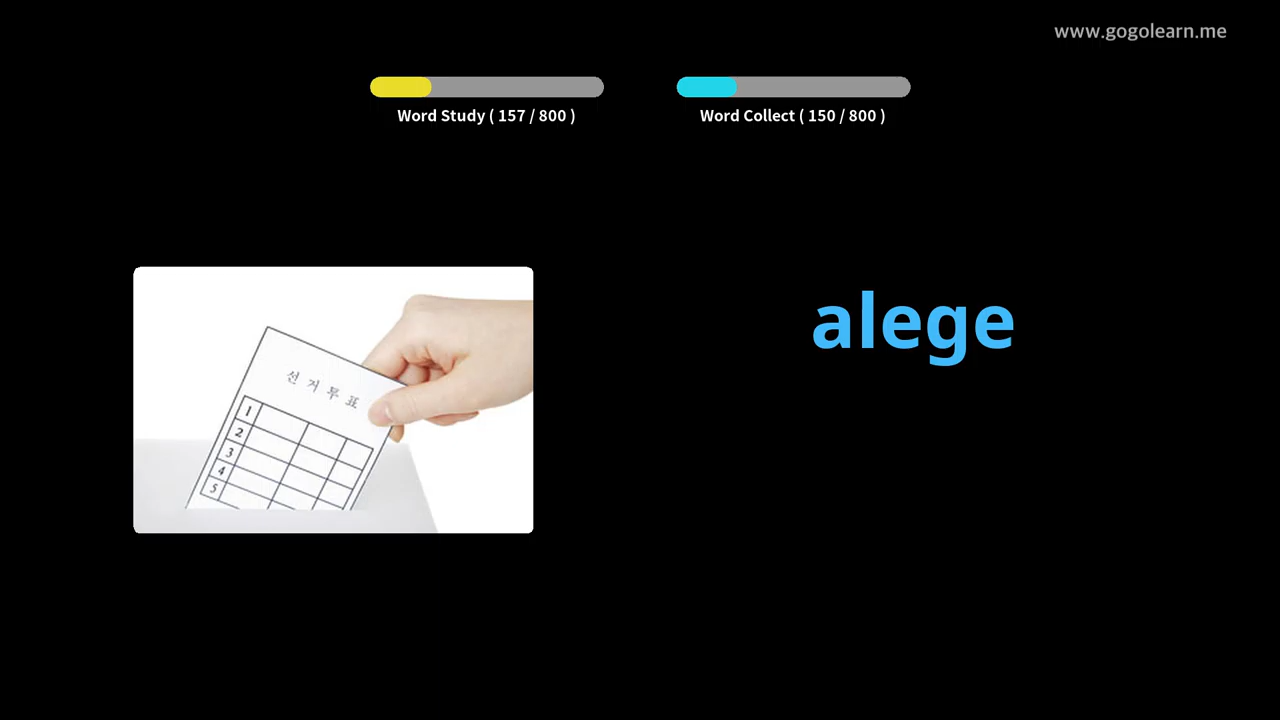 www.gogolearn.me
Word Study ( 157 / 800 )
Word Collect ( 150 / 800 )
alege
선거투표
1
2
3
4
5